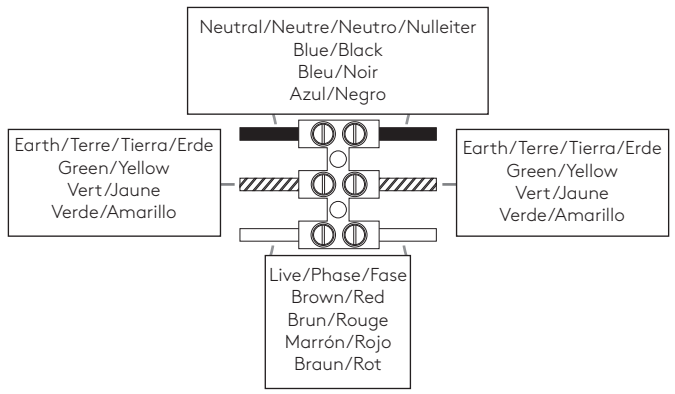 Neutral/Neutre/Neutro/Nulleiter
Blue/Black
Bleu/Noir
Azul/Negro
Earth/Terre/Tierra/Erde
Green/Yellow
Vert/Jaune
Verde/Amarillo
Earth/Terre/Tierra/Erde
Green/Yellow
Vert/Jaune
Verde/Amarillo
Live/Phase/Fase
Brown/Red
Brun/Rouge
Marrón/Rojo
Braun/Rot